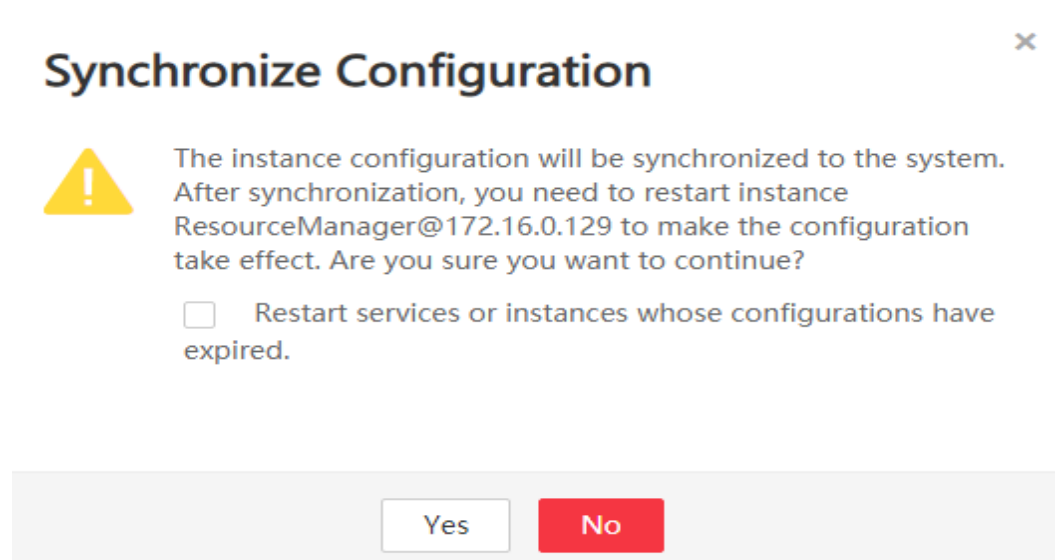 Synchronize Configuration
The instance configuration will be synchronized to the system.
After synchronization, you need to restart instance
ResourceManager@172.16.0.129 to make the configuration
take effect. Are you sure you want to continue?
Restart services or instances whose configurations have
expired.
Yes
No